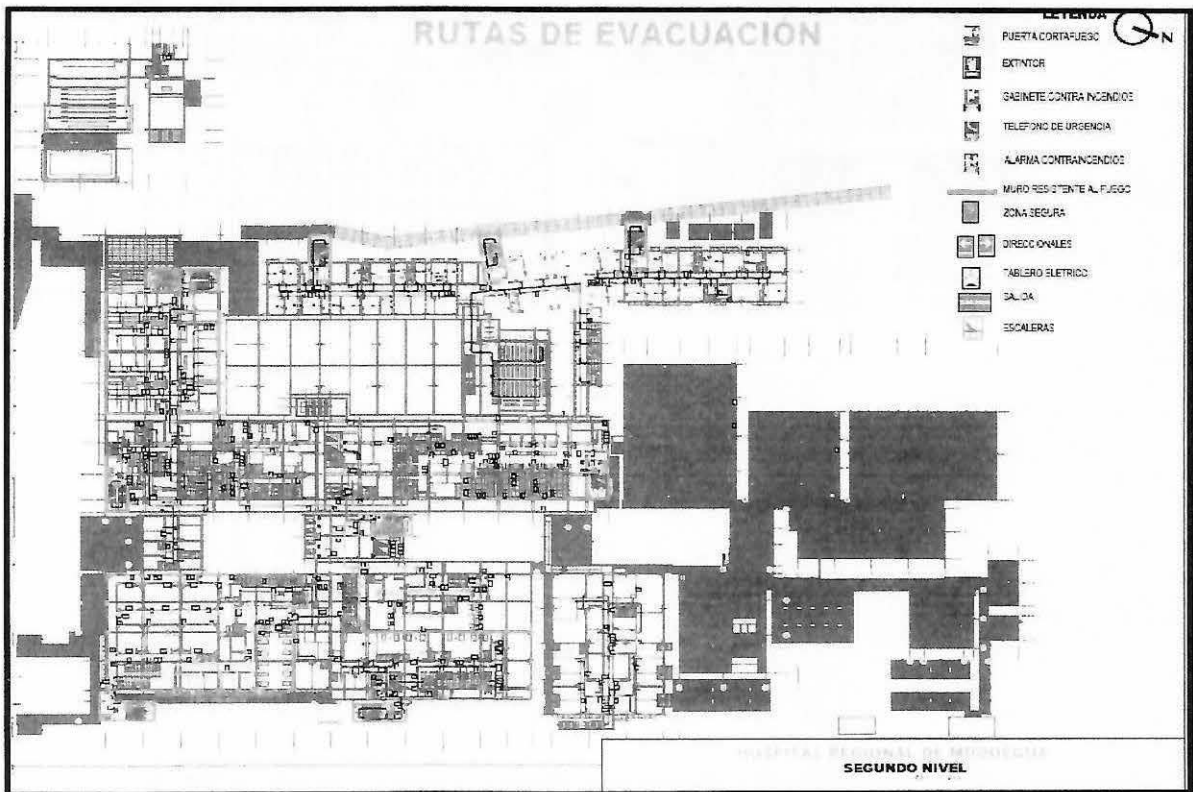 RUTAS DE EVACUACIÓN
LEYENDA
N
PUERTA CORTAFUEGO
EXTINTOR
GABINETE CONTRA INCENDIOS
TELEFONO DE URGENCIA
ALARMA CONTRAINCENDIOS
MURO RESISTENTE AL FUEGO
ZONA SEGURA
DIRECCIONALES
TABLERO ELETRICO
SALIDA
ESCALERAS
HOSPITAL REGIONAL DE MOQUEGUA
SEGUNDO NIVEL